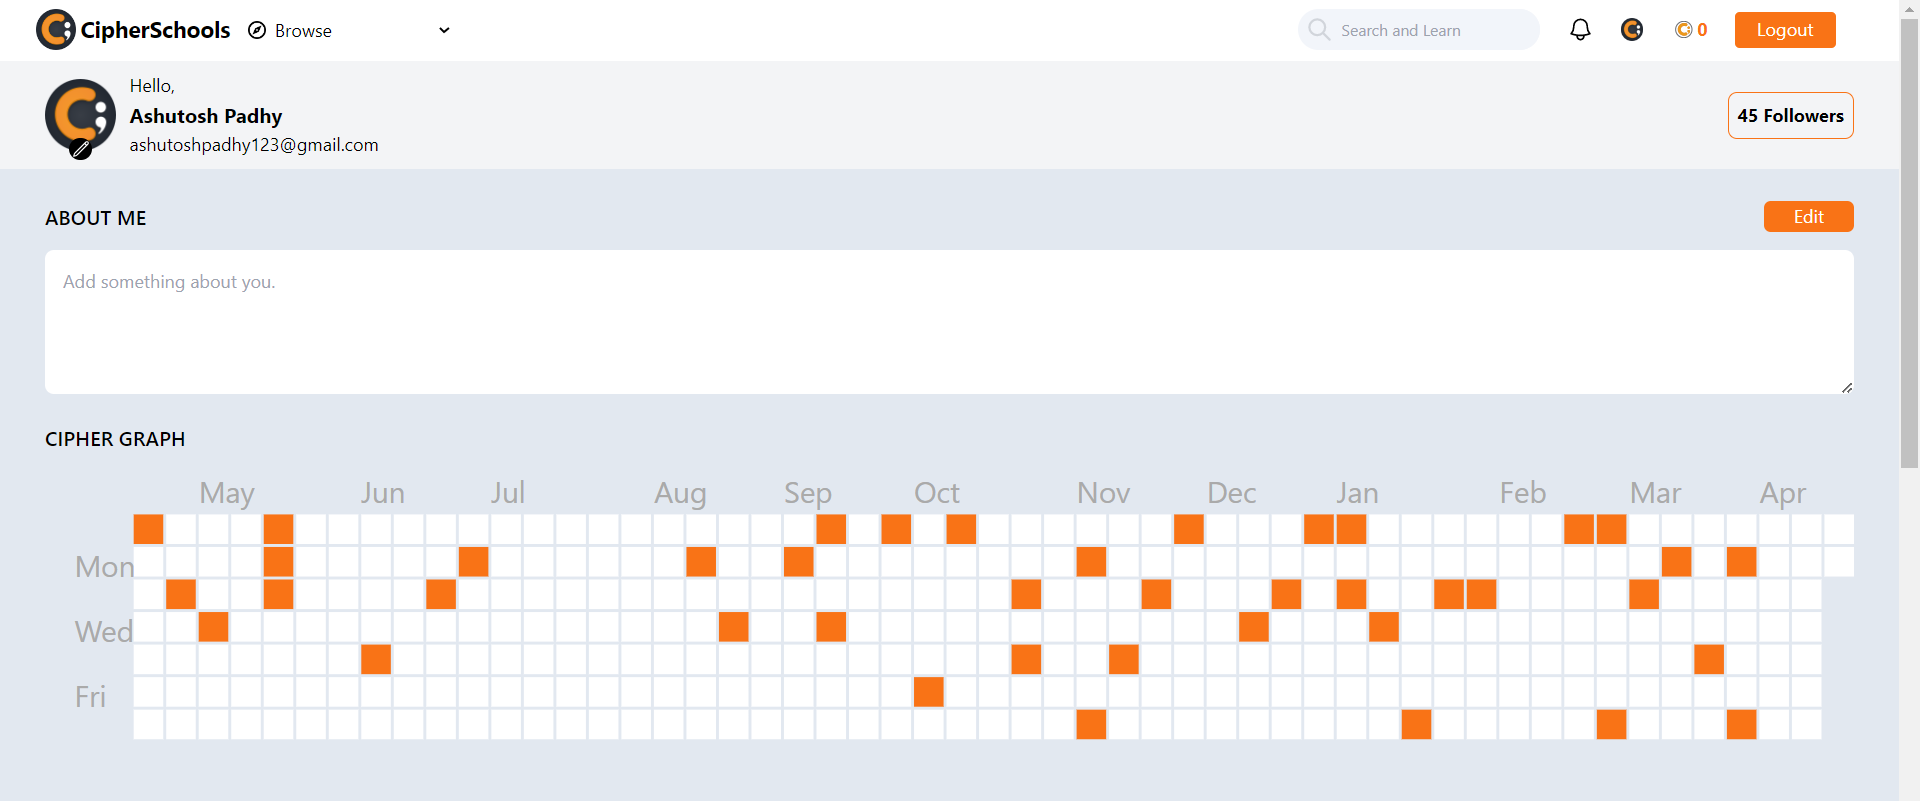 CipherSchools Browse Search and Learn 0 Logout
Hello,
Ashutosh Padhy
ashutoshpadhy123@gmail.com
45 Followers
ABOUT ME Edit
Add something about you.
CIPHER GRAPH
May Jun Jul Aug Sep Oct Nov Dec Jan Feb Mar Apr
Mon
Wed
Fri